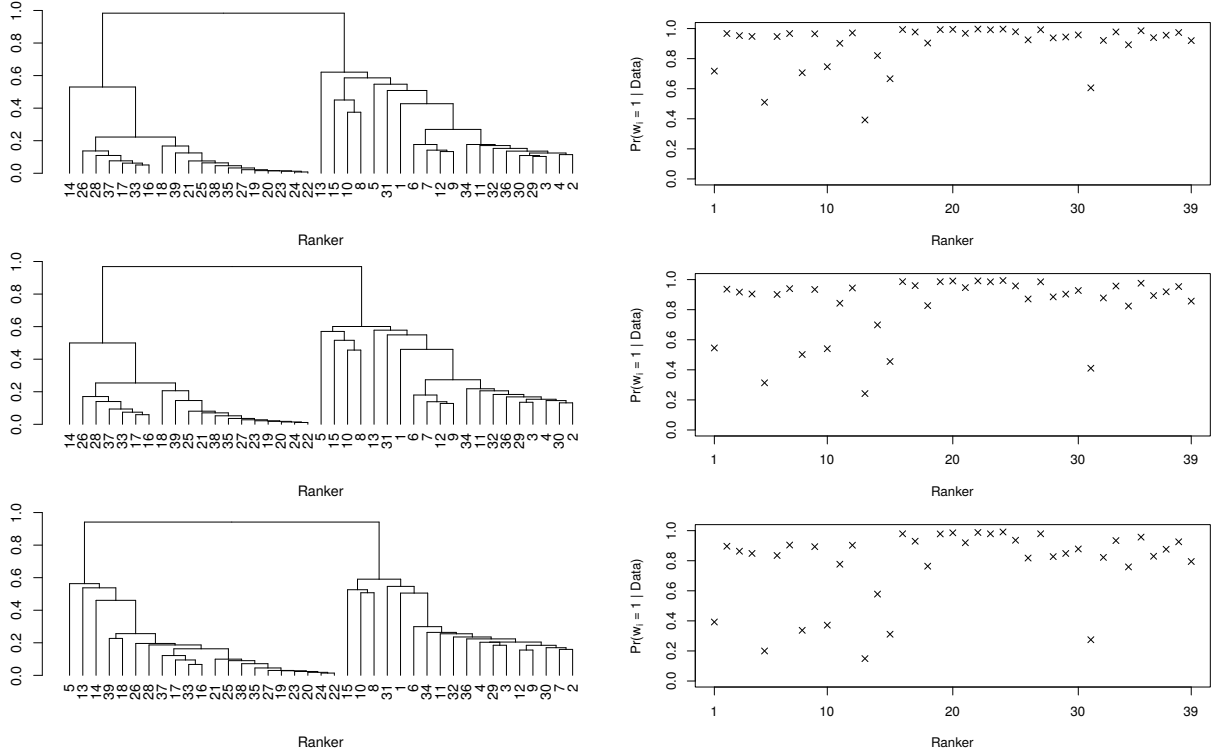 0.0 0.2 0.4 0.6 0.8 1.0
14 26 28 37 17 33 16 18 39 21 25 38 35 27 19 20 23 24 22 13 15 10 8 5 31 1 6 7 12 9 34 11 32 36 30 29 3 4 2
Ranker
Pr(wi = 1 | Data)
0.0 0.2 0.4 0.6 0.8 1.0
1 10 20 30 39
Ranker
0.0 0.2 0.4 0.6 0.8 1.0
14 26 28 37 33 17 16 18 39 25 21 38 35 27 23 19 20 24 22 5 15 10 8 13 31 1 6 7 12 9 34 11 32 36 29 3 4 30 2
Ranker
Pr(wi = 1 | Data)
0.0 0.2 0.4 0.6 0.8 1.0
1 10 20 30 39
Ranker
0.0 0.2 0.4 0.6 0.8 1.0
5 13 14 39 18 26 28 37 17 33 16 21 25 38 35 27 19 23 20 24 22 15 10 8 31 1 6 34 11 32 36 4 29 3 12 9 30 7 2
Ranker
Pr(wi = 1 | Data)
0.0 0.2 0.4 0.6 0.8 1.0
1 10 20 30 39
Ranker